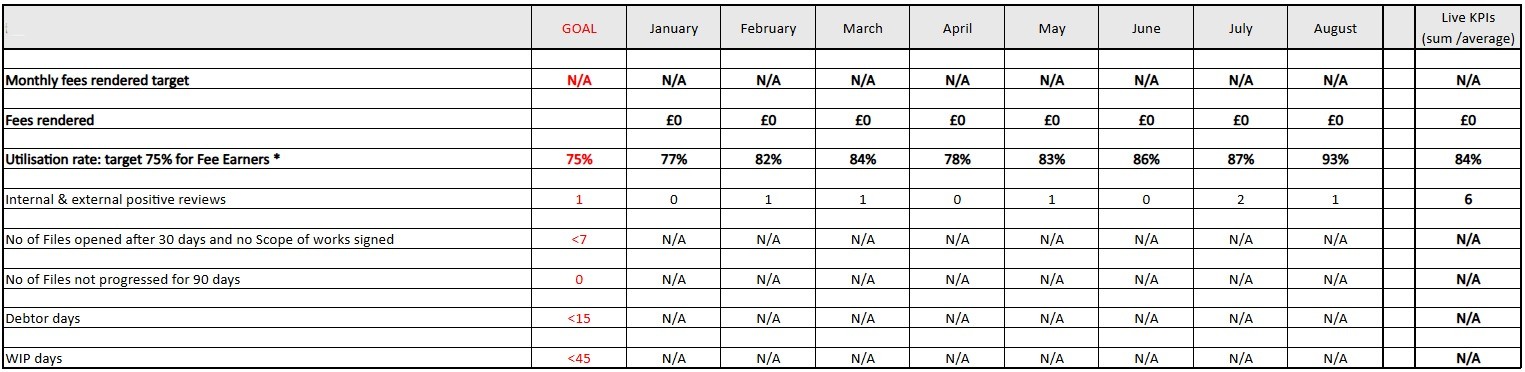 GOAL January February March April May June July August Live KPIs (sum /average)
Monthly fees rendered target N/A N/A N/A N/A N/A N/A N/A N/A N/A N/A
Fees rendered £0 £0 £0 £0 £0 £0 £0 £0 £0
Utilisation rate: target 75% for Fee Earners * 75% 77% 82% 84% 78% 83% 86% 87% 93% 84%
Internal & external positive reviews 1 0 1 1 0 1 0 2 1 6
No of Files opened after 30 days and no Scope of works signed <7 N/A N/A N/A N/A N/A N/A N/A N/A N/A
No of Files not progressed for 90 days 0 N/A N/A N/A N/A N/A N/A N/A N/A N/A
Debtor days <15 N/A N/A N/A N/A N/A N/A N/A N/A N/A
WIP days <45 N/A N/A N/A N/A N/A N/A N/A N/A N/A